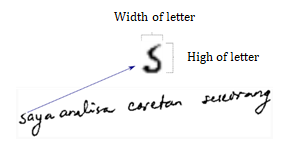 Width of letter
S
High of letter
saya analisa coretan seseorang